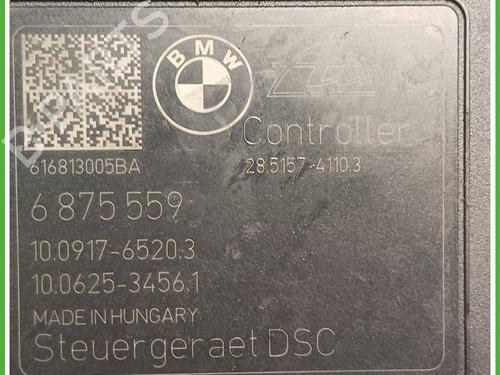 BMW
Controller
616813005BA
28.5157-4110.3
6 875 559
10.0917-6520.3
10.0625-3456.1
MADE IN HUNGARY
Steuergeraet DSC